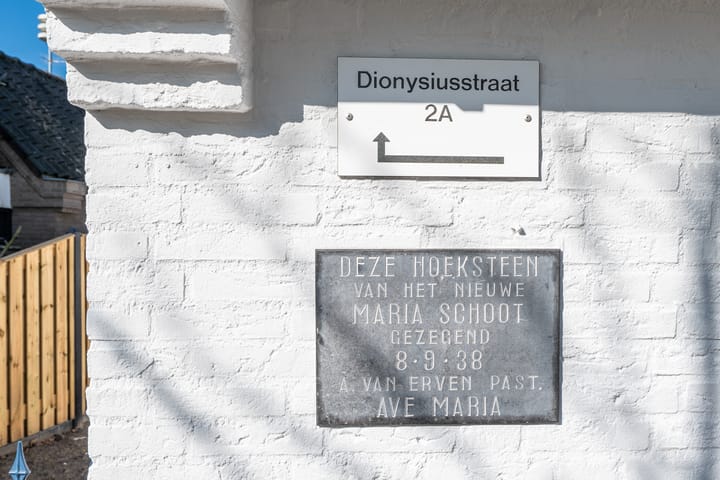 Dionysiusstraat
2A
DEZE HOEKSTEEN
VAN HET NIEUWE
MARIA SCHOOT
GEZEGEND
8·9·38
A. VAN ERVEN PAST.
AVE MARIA